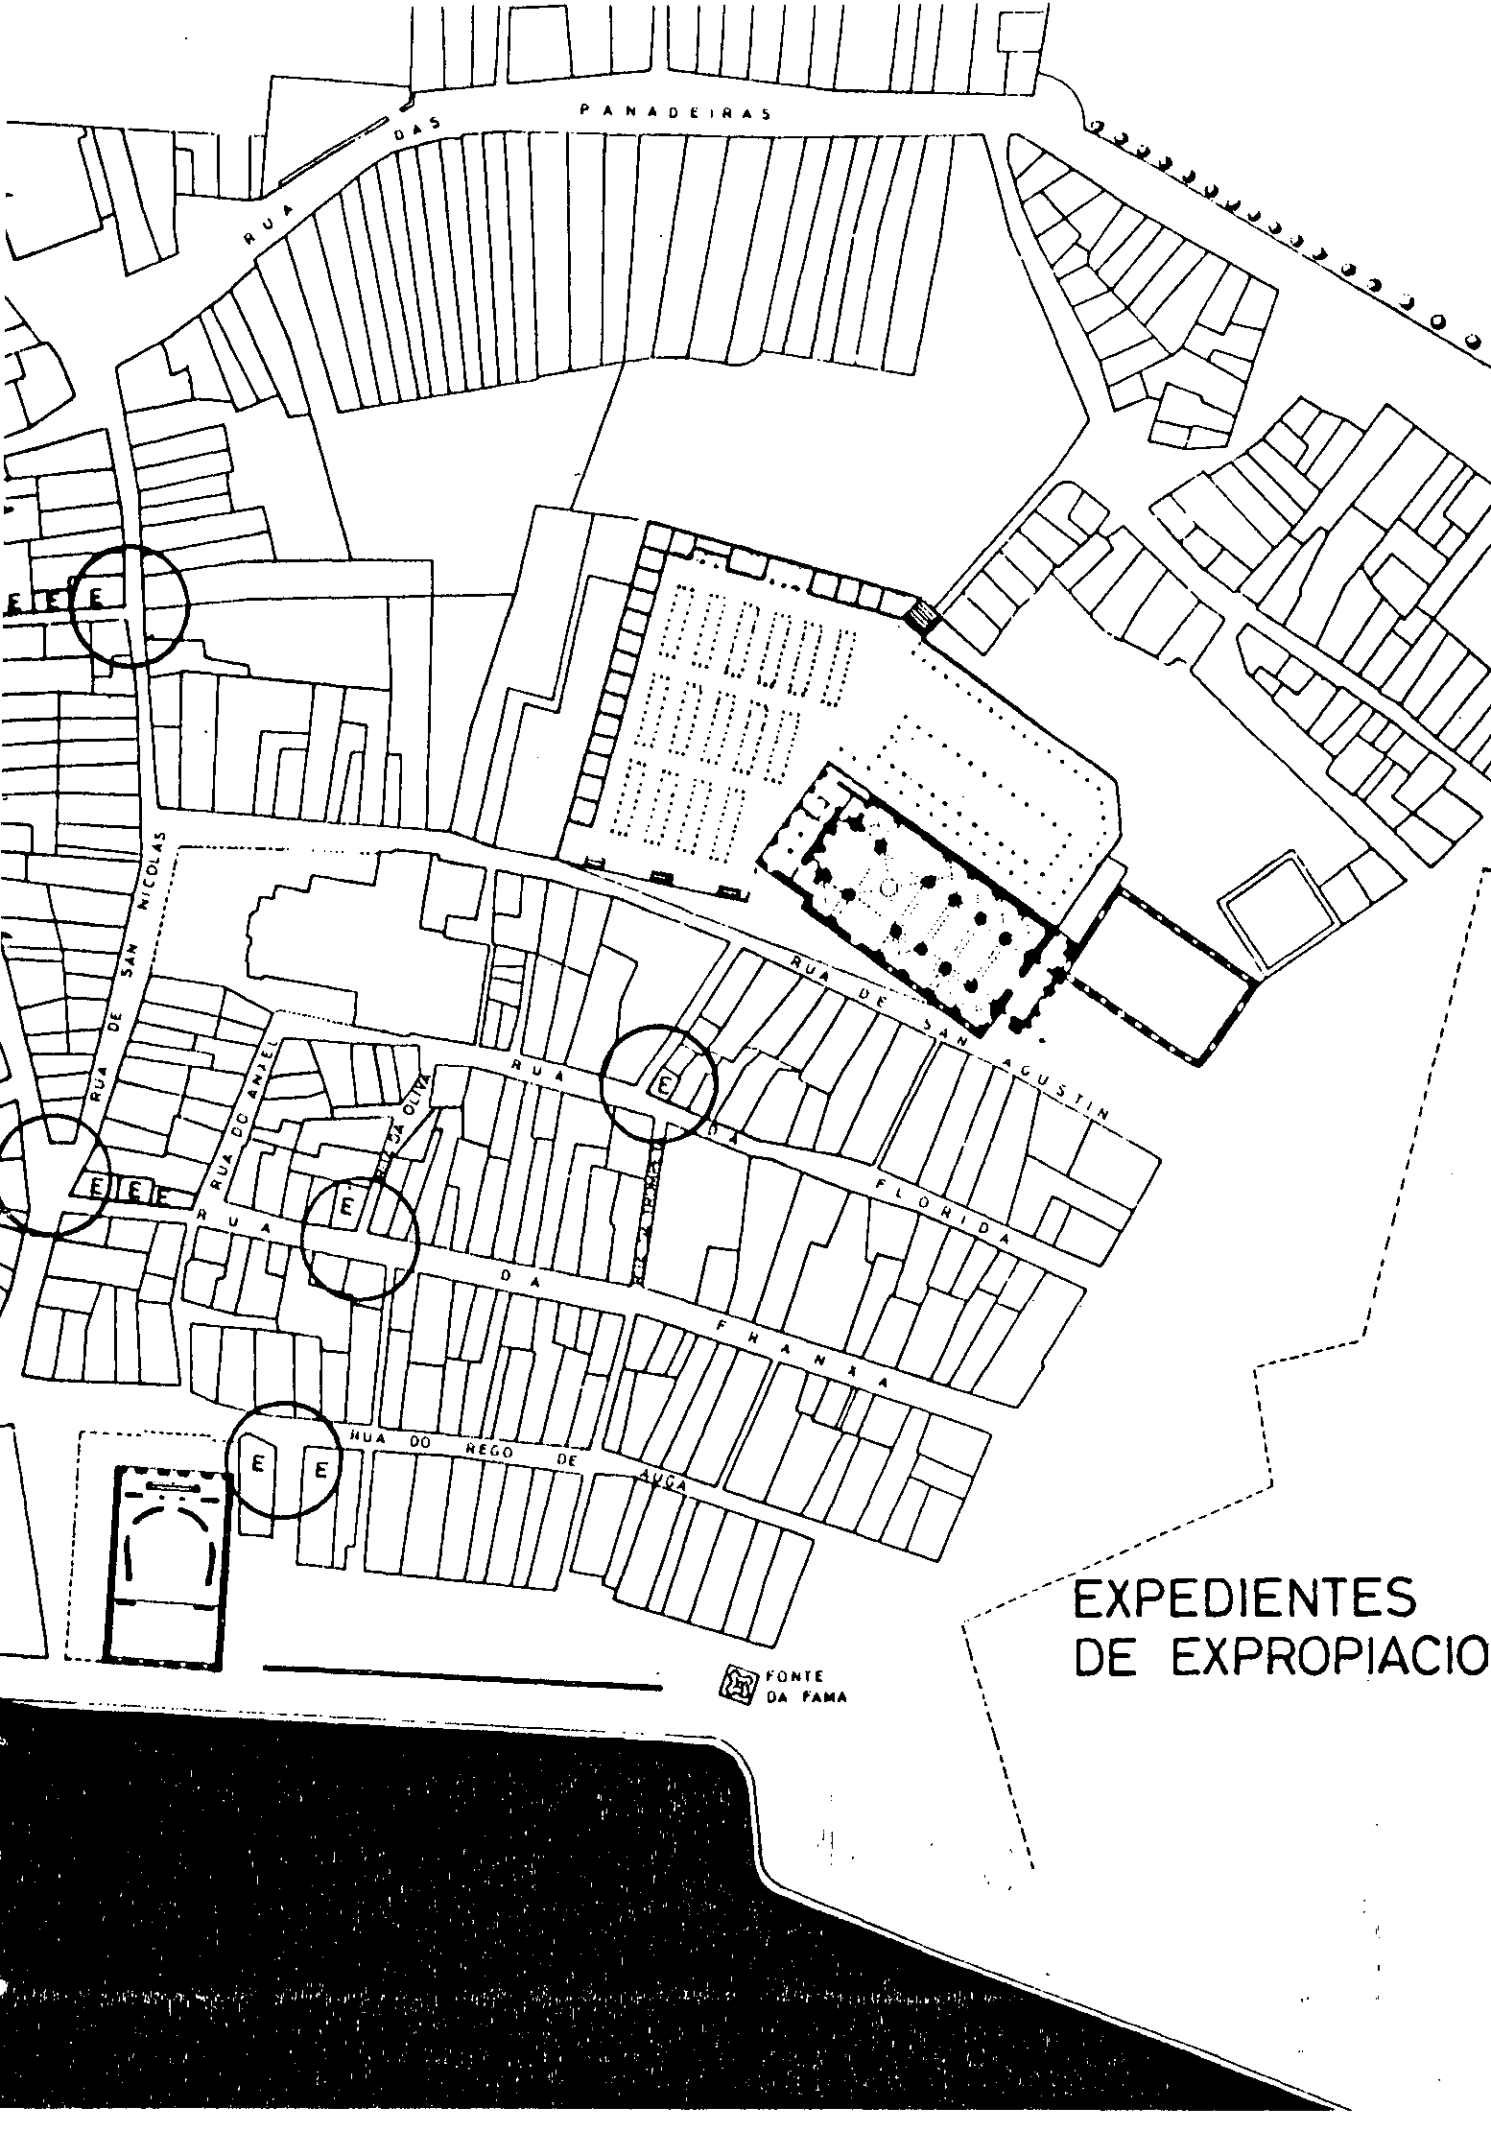 RUA DAS PANADEIRAS
E E E
RUA DE SAN NICOLAS
RUA DE SAN AGUSTIN
RUA DO ANXEL
DA OLIVA
E
RUA DA FLORIDA
E E E
E
RUA DA FRANXA
E E
RUA DO REGO DE AUGA
EXPEDIENTES
DE EXPROPIACIO
FONTE
DA FAMA